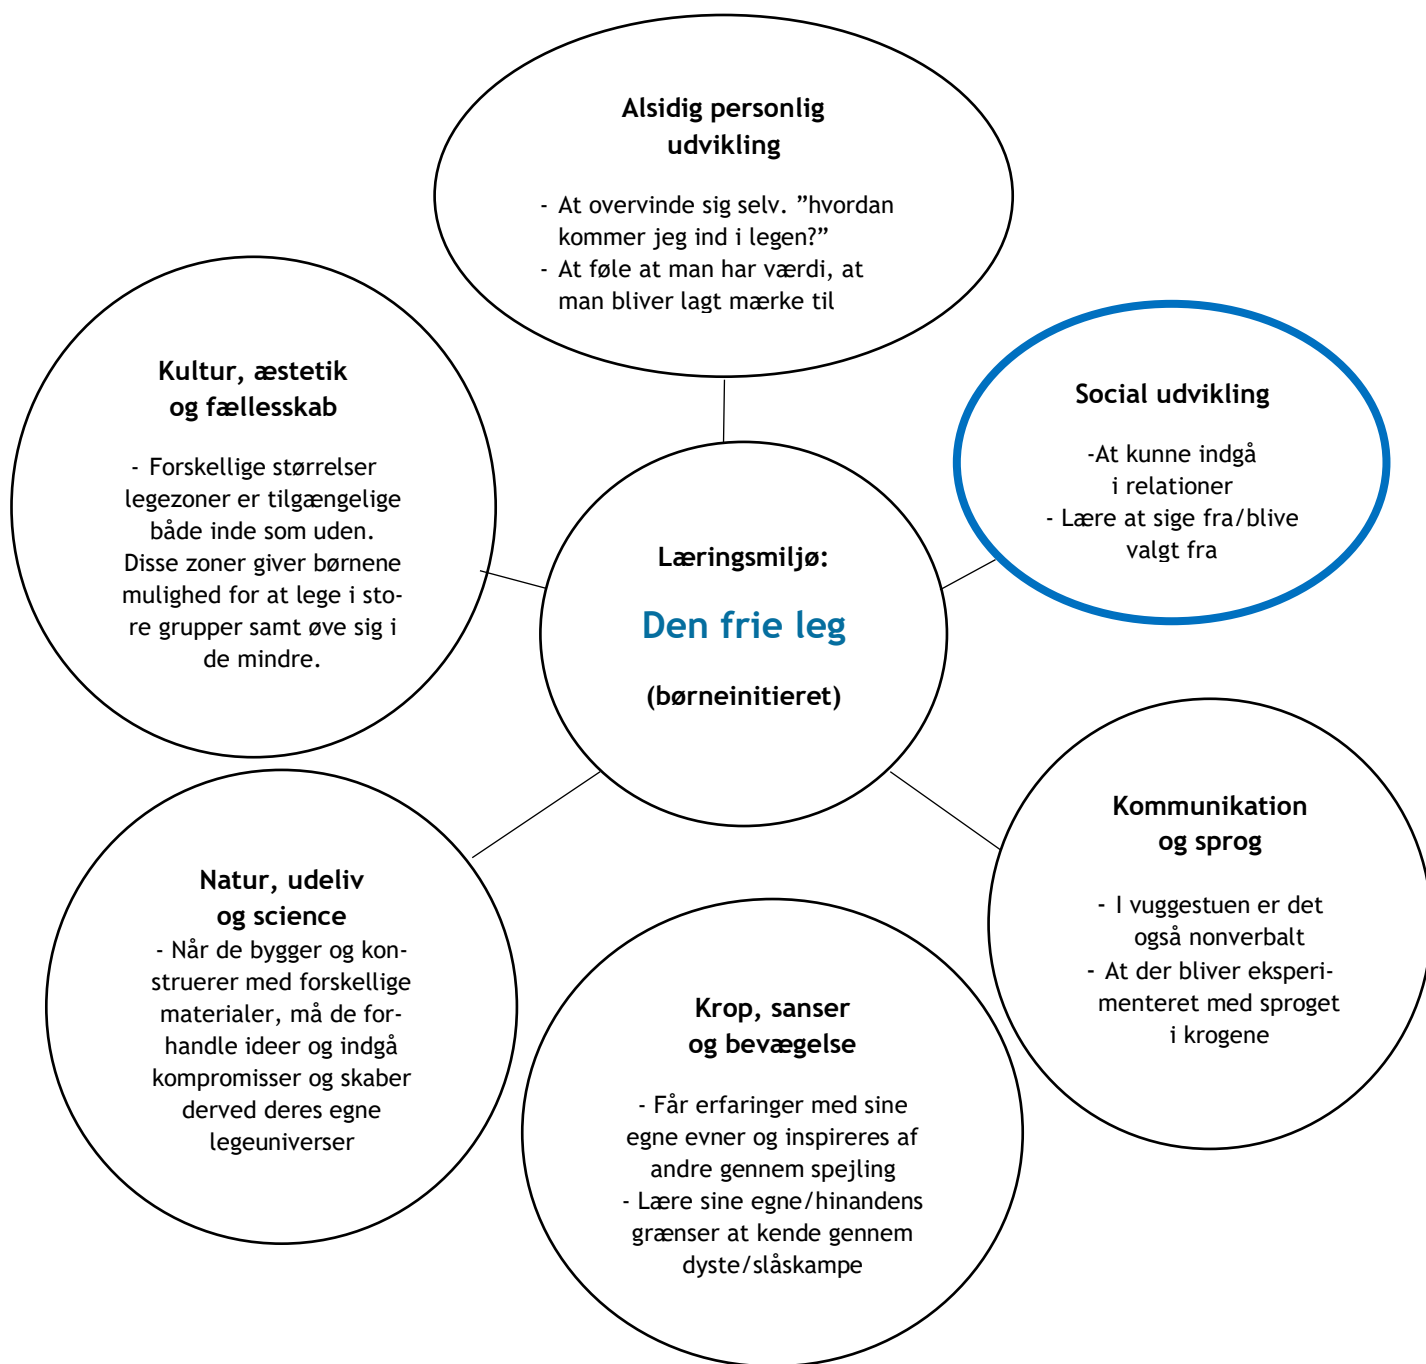 Alsidig personlig
udvikling
- At overvinde sig selv. ”hvordan
kommer jeg ind i legen?”
- At føle at man har værdi, at
man bliver lagt mærke til
Kultur, æstetik
og fællesskab
- Forskellige størrelser
legezoner er tilgængelige
både inde som uden.
Disse zoner giver børnene
mulighed for at lege i sto-
re grupper samt øve sig i
de mindre.
Social udvikling
-At kunne indgå
i relationer
- Lære at sige fra/blive
valgt fra
Læringsmiljø:
Den frie leg
(børneinitieret)
Kommunikation
og sprog
- I vuggestuen er det
også nonverbalt
- At der bliver eksperi-
menteret med sproget
i krogene
Natur, udeliv
og science
- Når de bygger og kon-
struerer med forskellige
materialer, må de for-
handle ideer og indgå
kompromisser og skaber
derved deres egne
legeuniverser
Krop, sanser
og bevægelse
- Får erfaringer med sine
egne evner og inspireres af
andre gennem spejling
- Lære sine egne/hinandens
grænser at kende gennem
dyste/slåskampe